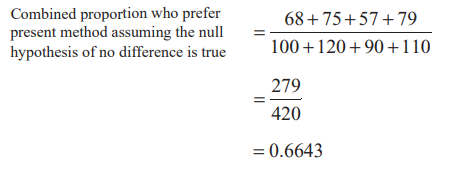 Combined proportion who prefer
present method assuming the null
hypothesis of no difference is true
= 68+75+57+79 / 100+120+90+110
= 279 / 420
= 0.6643